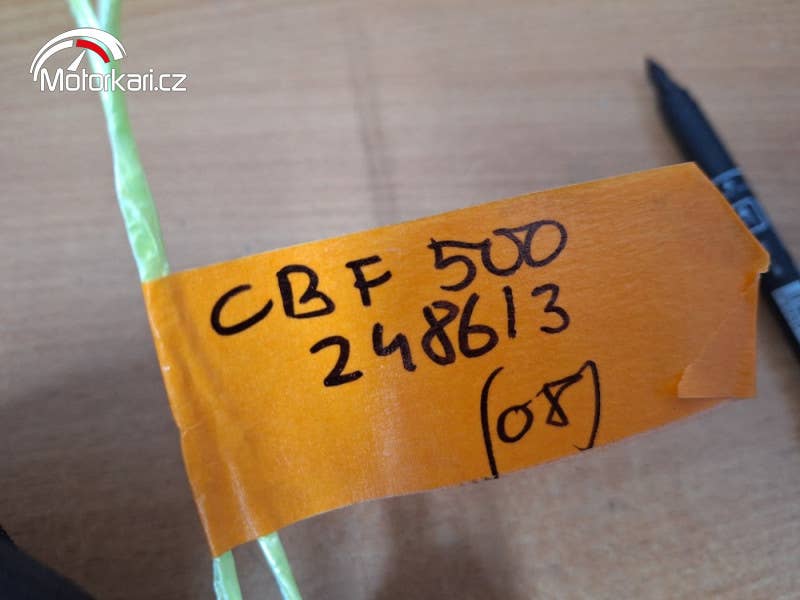 Motorkari.cz
CBF 500
248613
(08)